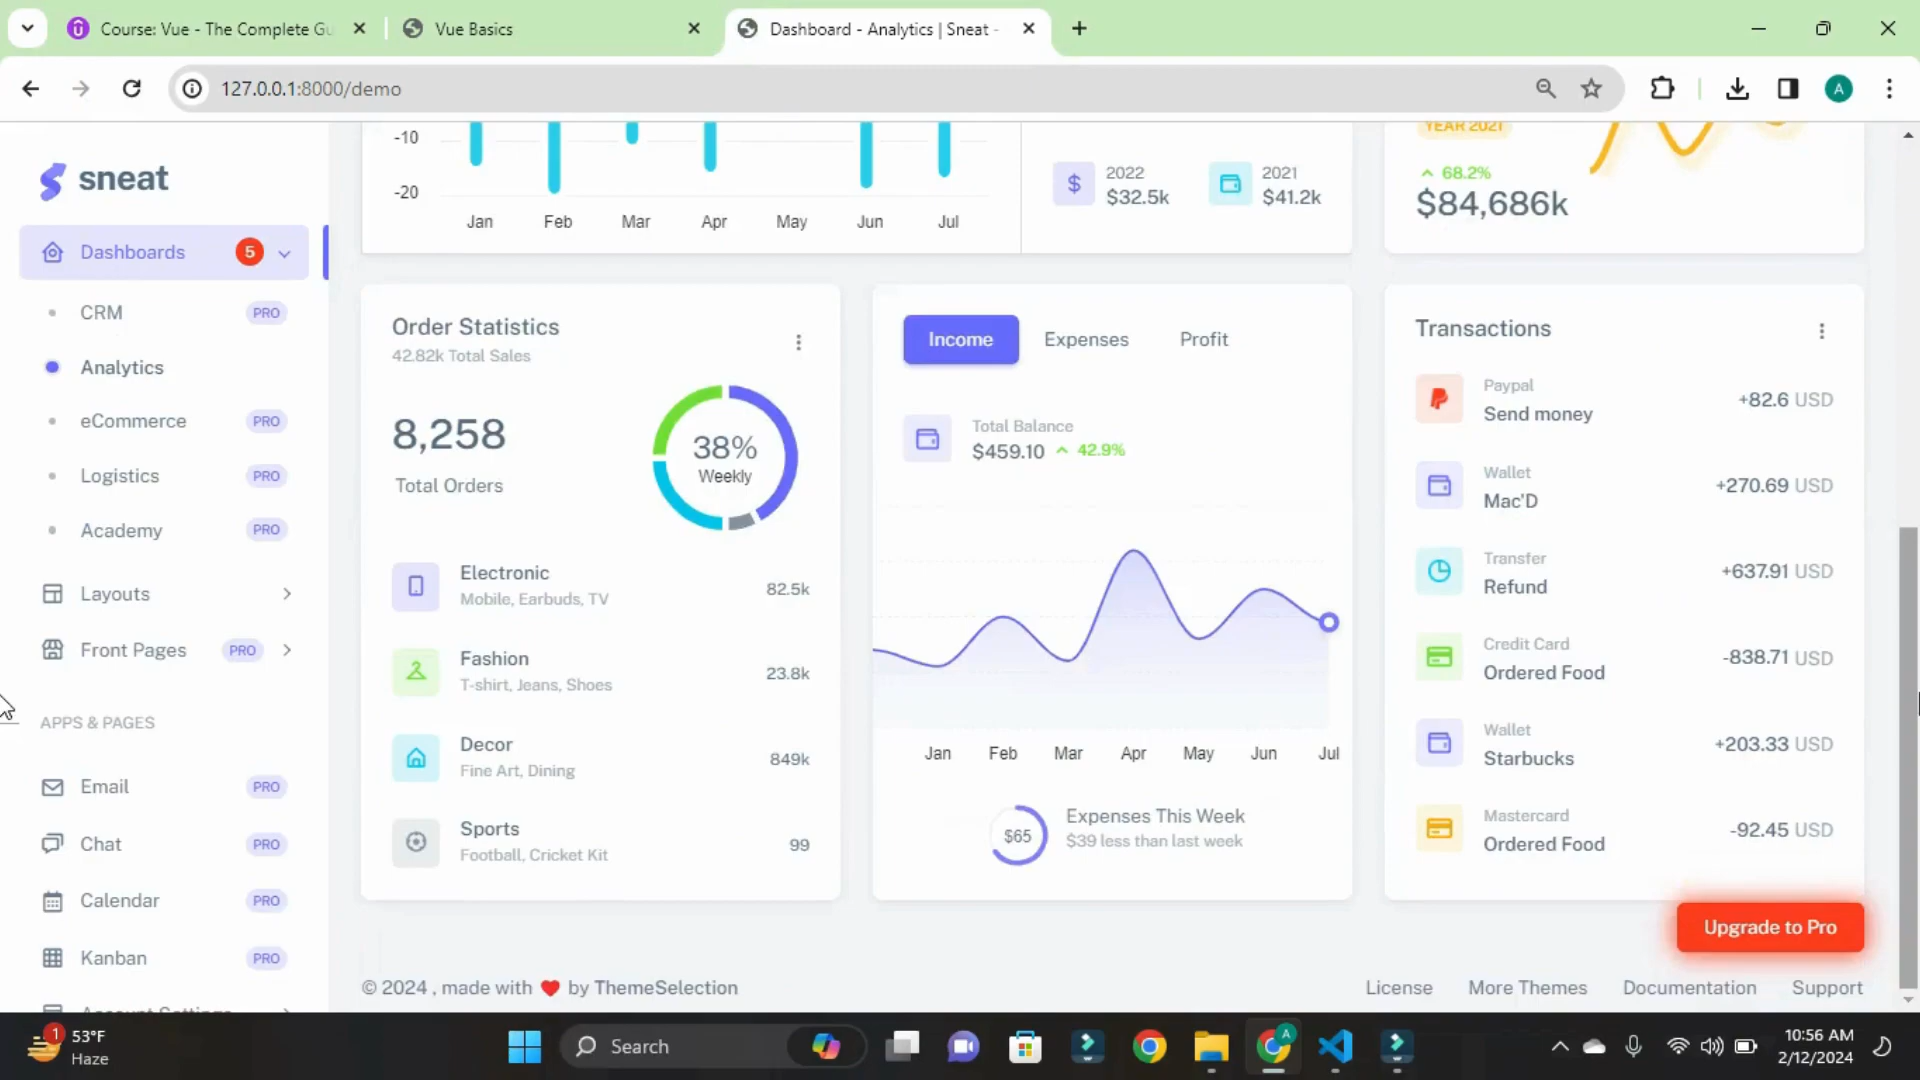 Course: Vue - The Complete Gu
Vue Basics
Dashboard - Analytics | Sneat -
127.0.0.1:8000/demo
A
sneat
Dashboards 5
CRM PRO
Analytics
eCommerce PRO
Logistics PRO
Academy PRO
Layouts
Front Pages PRO
APPS & PAGES
Email PRO
Chat PRO
Calendar PRO
Kanban PRO
Account Settings
-10
-20
Jan Feb Mar Apr May Jun Jul
2022
$32.5k
2021
$41.2k
YEAR 2021
68.2%
$84,686k
Order Statistics
42.82k Total Sales
8,258
Total Orders
38%
Weekly
Electronic
Mobile, Earbuds, TV
82.5k
Fashion
T-shirt, Jeans, Shoes
23.8k
Decor
Fine Art, Dining
849k
Sports
Football, Cricket Kit
99
Income Expenses Profit
Total Balance
$459.10 42.9%
Jan Feb Mar Apr May Jun Jul
$65
Expenses This Week
$39 less than last week
Transactions
Paypal
Send money
+82.6 USD
Wallet
Mac'D
+270.69 USD
Transfer
Refund
+637.91 USD
Credit Card
Ordered Food
-838.71 USD
Wallet
Starbucks
+203.33 USD
Mastercard
Ordered Food
-92.45 USD
Upgrade to Pro
© 2024 , made with ❤️ by ThemeSelection
License More Themes Documentation Support
1
53°F
Haze
Search
A
10:56 AM
2/12/2024